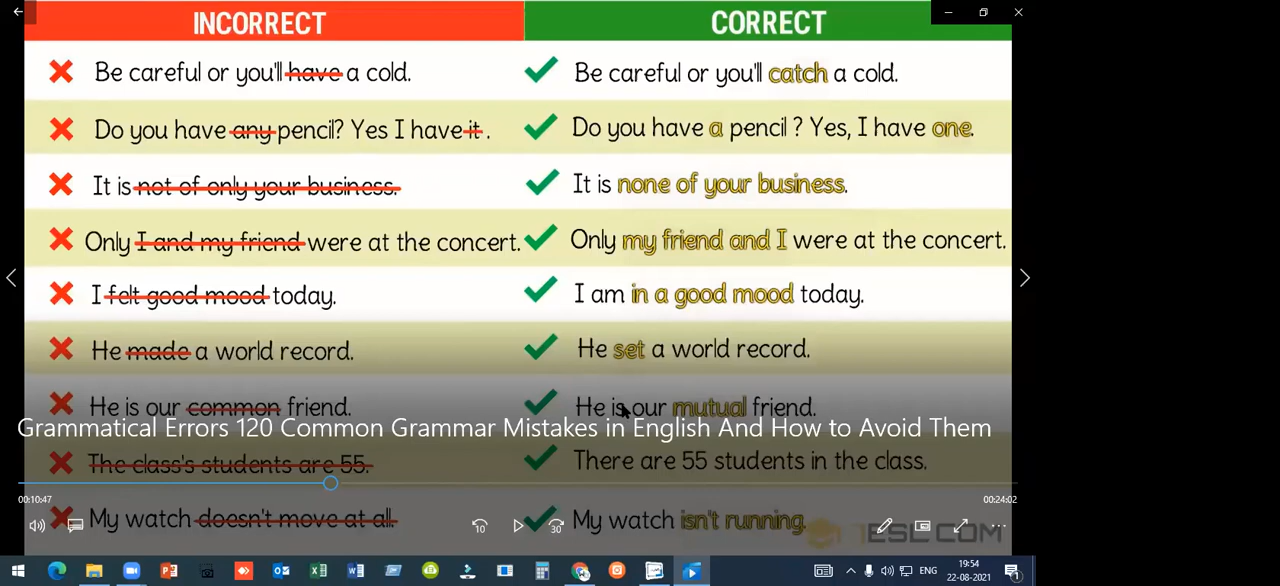 INCORRECT CORRECT
Be careful or you'll have a cold. Be careful or you'll catch a cold.
Do you have any pencil? Yes I have it . Do you have a pencil ? Yes, I have one.
It is not of only your business. It is none of your business.
Only I and my friend were at the concert. Only my friend and I were at the concert.
I felt good mood today. I am in a good mood today.
He made a world record. He set a world record.
He is our common friend. He is our mutual friend.
Grammatical Errors 120 Common Grammar Mistakes in English And How to Avoid Them
The class's students are 55. There are 55 students in the class.
00:10:47 00:24:02
My watch doesn't move at all. My watch isn't running.
10 30 7ESL.COM
ENG 19:54
22-08-2021 1